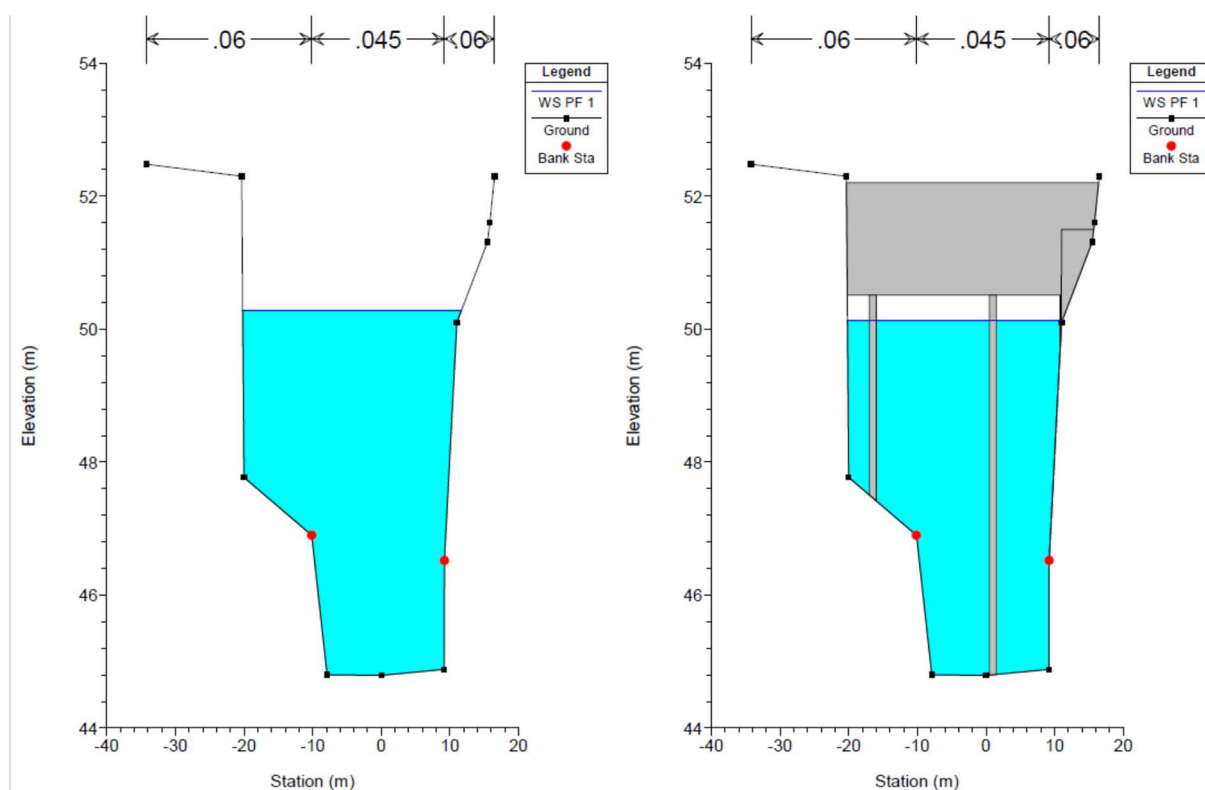 .06 .045 .06
54
52
50
48
46
44
-40 -30 -20 -10 0 10 20
Elevation (m)
Station (m)
Legend
WS PF 1
Ground
Bank Sta
.06 .045 .06
54
52
50
48
46
44
-40 -30 -20 -10 0 10 20
Elevation (m)
Station (m)
Legend
WS PF 1
Ground
Bank Sta